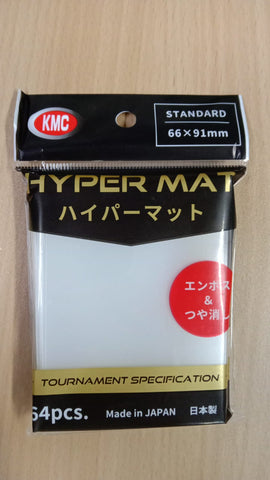 KMC
STANDARD
66×91mm
HYPER MAT
ハイパーマット
エンボス
&
つや消し
TOURNAMENT SPECIFICATION
64pcs.
Made in JAPAN
日本製